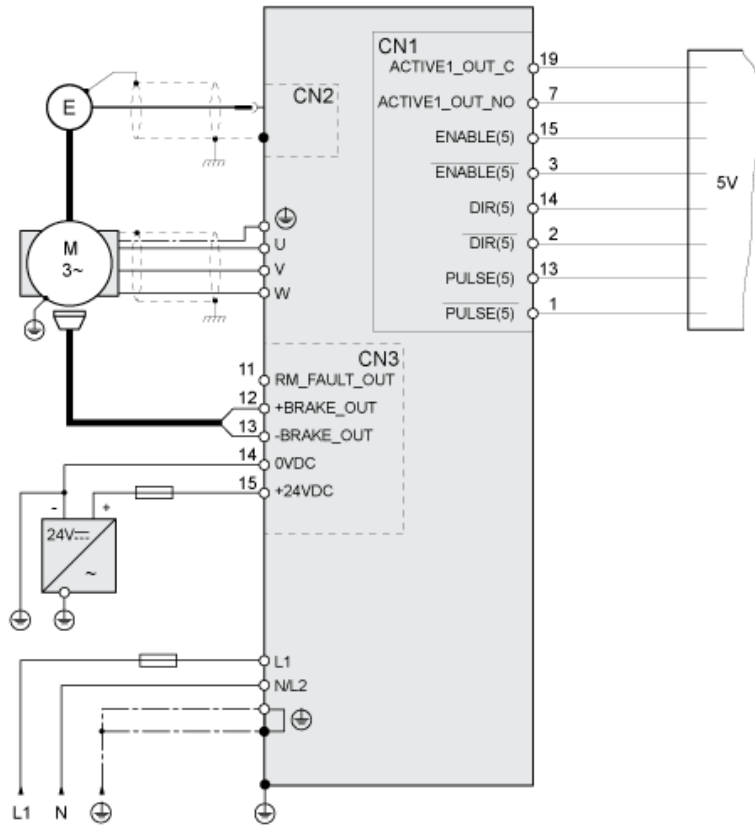 CN1
ACTIVE1_OUT_C 19
ACTIVE1_OUT_NO 7
ENABLE(5) 15
ENABLE(5) 3
DIR(5) 14
DIR(5) 2
PULSE(5) 13
PULSE(5) 1
5V
E
CN2
M
3~
U
V
W
CN3
11 RM_FAULT_OUT
12 +BRAKE_OUT
13 -BRAKE_OUT
14 0VDC
15 +24VDC
- +
24V
~
L1
N/L2
L1 N